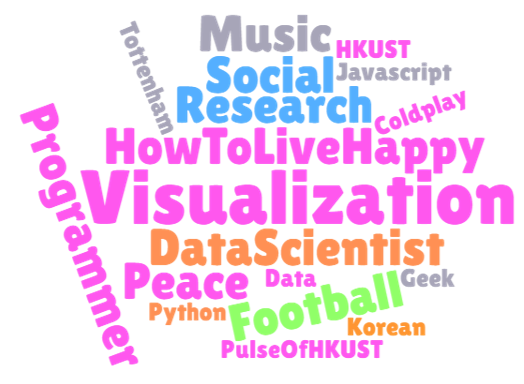 Music
HKUST
Tottenham
Social
Javascript
Research
Coldplay
HowToLiveHappy
Programmer
Visualization
DataScientist
Peace
Data
Geek
Python
Football
Korean
PulseOfHKUST